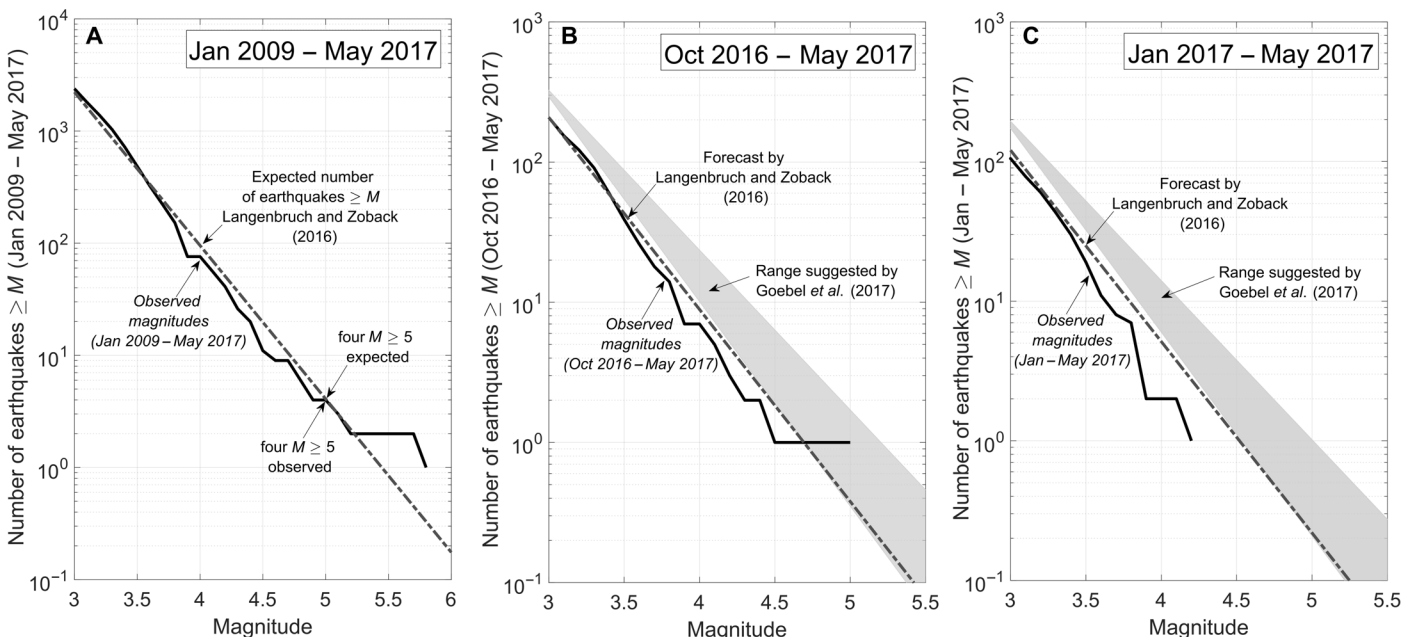 A
Jan 2009 – May 2017
Number of earthquakes ≥ M (Jan 2009 – May 2017)
10^4
10^3
10^2
10^1
10^0
10^−1
Expected number
of earthquakes ≥ M
Langenbruch and Zoback
(2016)
Observed
magnitudes
(Jan 2009 – May 2017)
four M ≥ 5
expected
four M ≥ 5
observed
3 3.5 4 4.5 5 5.5 6
Magnitude
B
Oct 2016 – May 2017
Number of earthquakes ≥ M (Oct 2016 – May 2017)
10^3
10^2
10^1
10^0
10^−1
Forecast by
Langenbruch and Zoback
(2016)
Range suggested by
Goebel et al. (2017)
Observed
magnitudes
(Oct 2016 – May 2017)
3 3.5 4 4.5 5 5.5
Magnitude
C
Jan 2017 – May 2017
Number of earthquakes ≥ M (Jan – May 2017)
10^3
10^2
10^1
10^0
10^−1
Forecast by
Langenbruch and Zoback
(2016)
Range suggested by
Goebel et al. (2017)
Observed
magnitudes
(Jan – May 2017)
3 3.5 4 4.5 5 5.5
Magnitude